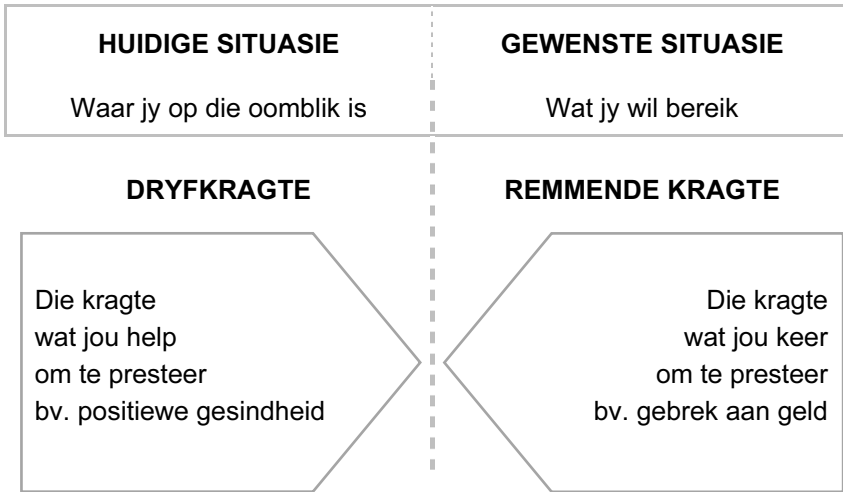 HUIDIGE SITUASIE
Waar jy op die oomblik is
GEWENSTE SITUASIE
Wat jy wil bereik
DRYFKRAGTE
Die kragte
wat jou help
om te presteer
bv. positiewe gesindheid
REMMENDE KRAGTE
Die kragte
wat jou keer
om te presteer
bv. gebrek aan geld